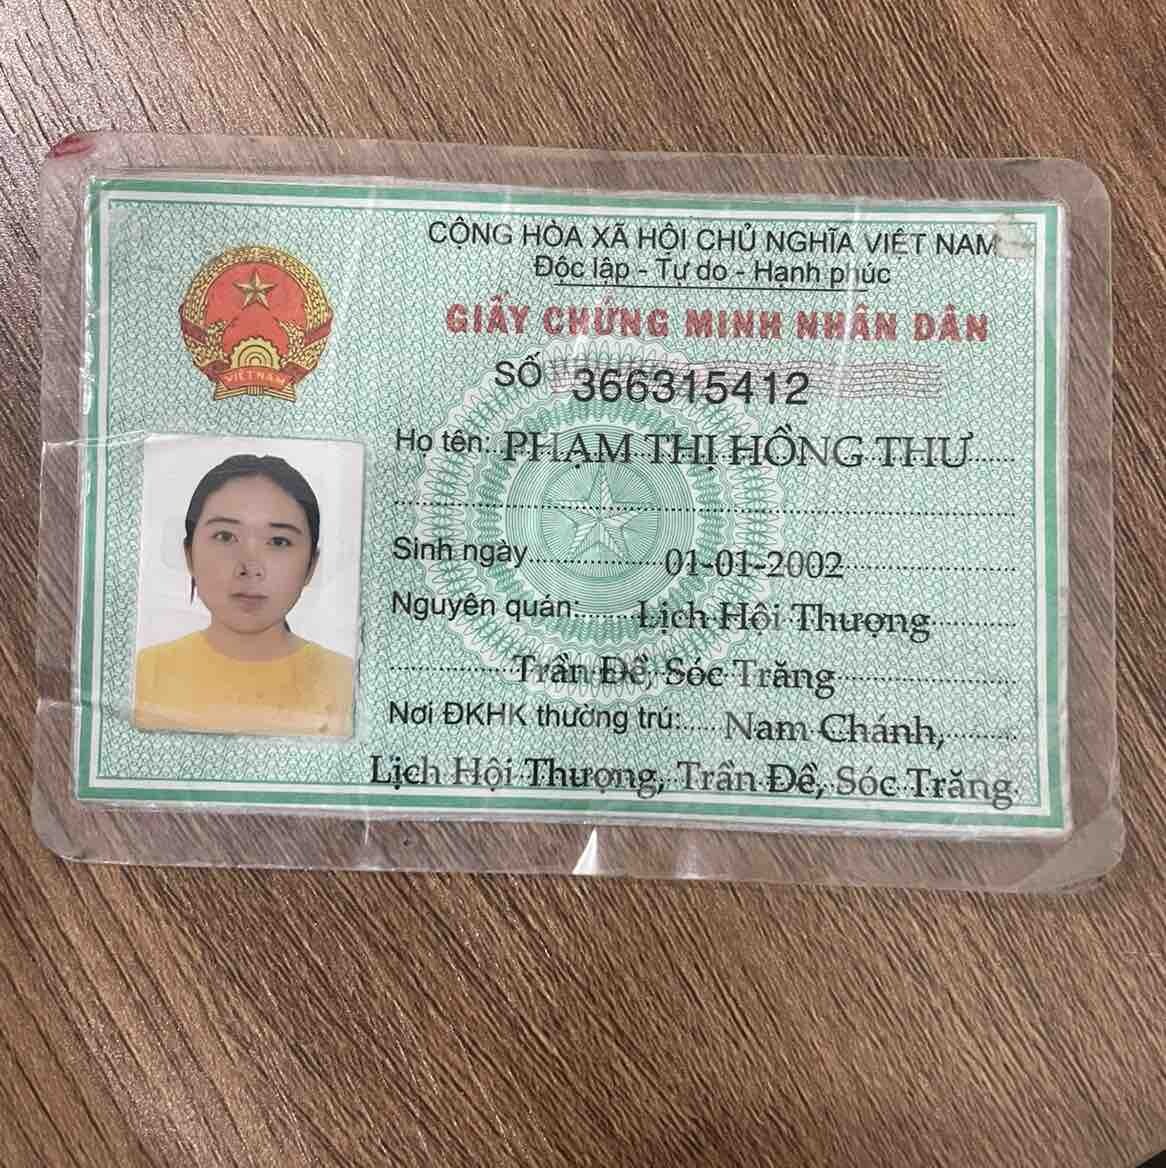 CỘNG HÒA XÃ HỘI CHỦ NGHĨA VIỆT NAM
Độc lập - Tự do - Hạnh phúc
GIẤY CHỨNG MINH NHÂN DÂN
SỐ 366315412
VIỆT NAM
Họ tên: PHẠM THỊ HỒNG THƯ
Sinh ngày 01-01-2002
Nguyên quán: Lịch Hội Thượng
Trần Đề, Sóc Trăng
Nơi ĐKHK thường trú: Nam Chánh,
Lịch Hội Thượng, Trần Đề, Sóc Trăng